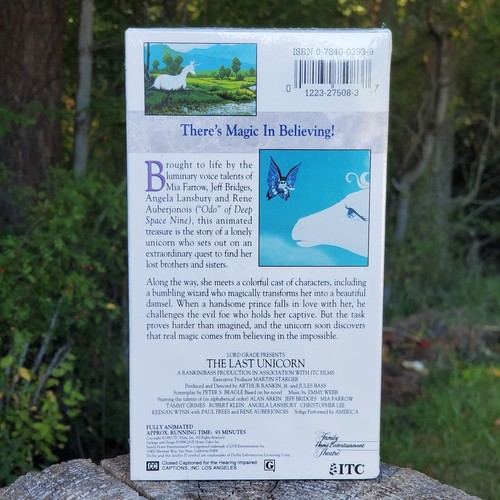 ISBN 0-7840-0393-9
0 1223-27508-3 7
There's Magic In Believing!
Brought to life by the
luminary voice talents of
Mia Farrow, Jeff Bridges,
Angela Lansbury and Rene
Auberjonois ("Odo" of Deep
Space Nine), this animated
treasure is the story of a lonely
unicorn who sets out on an
extraordinary quest to find her
lost brothers and sisters.
Along the way, she meets a colorful cast of characters, including
a bumbling wizard who magically transforms her into a beautiful
damsel. When a handsome prince falls in love with her, he
challenges the evil foe who holds her captive. But the task
proves harder than imagined, and the unicorn soon discovers
that real magic comes from believing in the impossible.
LORD GRADE PRESENTS
THE LAST UNICORN
A RANKIN/BASS PRODUCTION IN ASSOCIATION WITH ITC FILMS
Executive Producer MARTIN STARGER
Produced and Directed by ARTHUR RANKIN, Jr. and JULES BASS
Screenplay by PETER S. BEAGLE Based on his novel Music by JIMMY WEBB
Starring the talents of (in alphabetical order) ALAN ARKIN JEFF BRIDGES MIA FARROW
TAMMY GRIMES ROBERT KLEIN ANGELA LANSBURY CHRISTOPHER LEE
KEENAN WYNN with PAUL FREES and RENE AUBERJONOIS Songs Performed by AMERICA
FULLY ANIMATED
APPROX. RUNNING TIME: 93 MINUTES
Family
Home Entertainment
Theatre
Closed Captioned for the Hearing Impaired
CAPTIONS, INC. LOS ANGELES
G
ITC